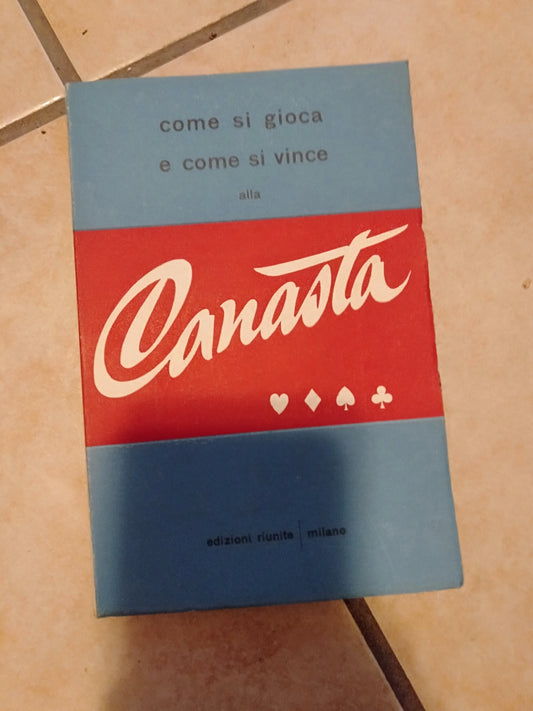 come si gioca
e come si vince
alla
Canasta
edizioni riunite | milano